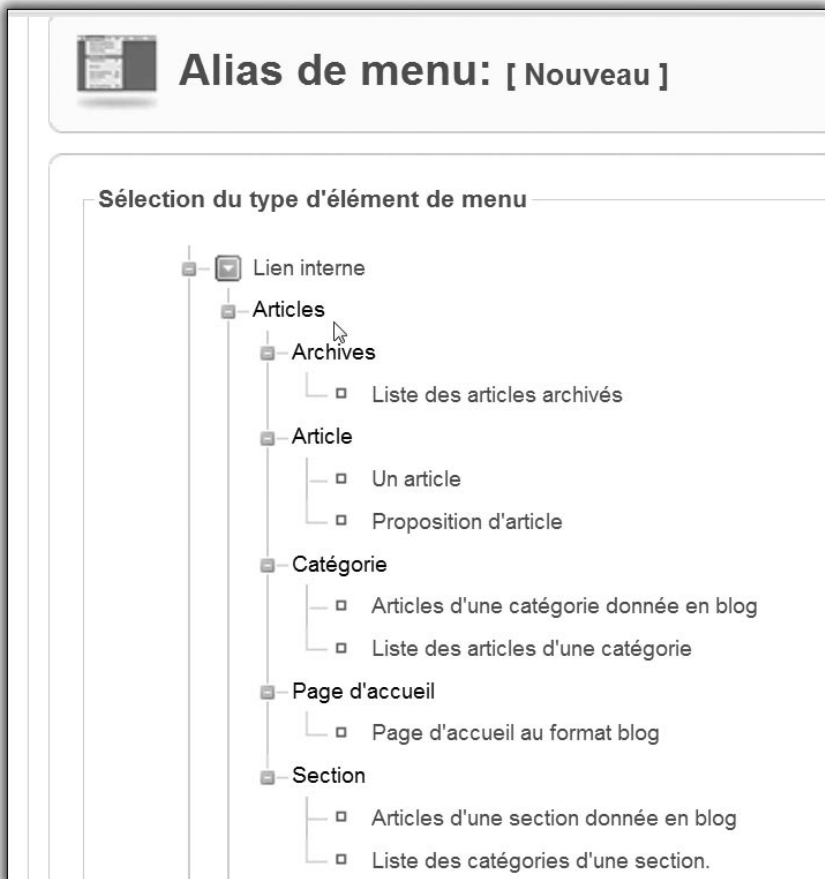 Alias de menu: [ Nouveau ]
Sélection du type d'élément de menu
Lien interne
Articles
Archives
Liste des articles archivés
Article
Un article
Proposition d'article
Catégorie
Articles d'une catégorie donnée en blog
Liste des articles d'une catégorie
Page d'accueil
Page d'accueil au format blog
Section
Articles d'une section donnée en blog
Liste des catégories d'une section.